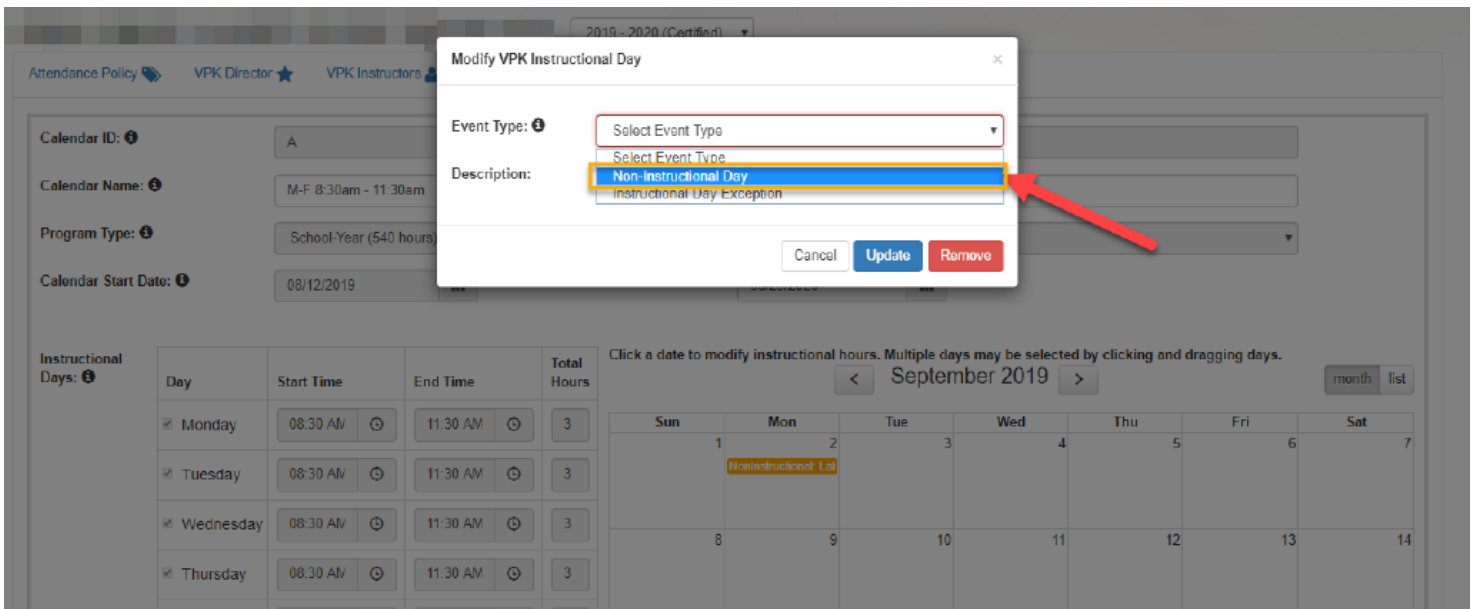 2019 - 2020 (Certified)
Attendance Policy VPK Director VPK Instructors
Modify VPK Instructional Day ×
Event Type:
Select Event Type
Select Event Type
Non-Instructional Day
Instructional Day Exception
Description:
Cancel Update Remove
Calendar ID: A
Calendar Name: M-F 8:30am - 11:30am
Program Type: School-Year (540 hours)
Calendar Start Date: 08/12/2019
Instructional Days:
Day Start Time End Time Total Hours
Monday 08:30 AM 11:30 AM 3
Tuesday 08:30 AM 11:30 AM 3
Wednesday 08:30 AM 11:30 AM 3
Thursday 08:30 AM 11:30 AM 3
Click a date to modify instructional hours. Multiple days may be selected by clicking and dragging days.
< September 2019 > month list
Sun Mon Tue Wed Thu Fri Sat
1 2 3 4 5 6 7
NonInstructional: Lab
8 9 10 11 12 13 14